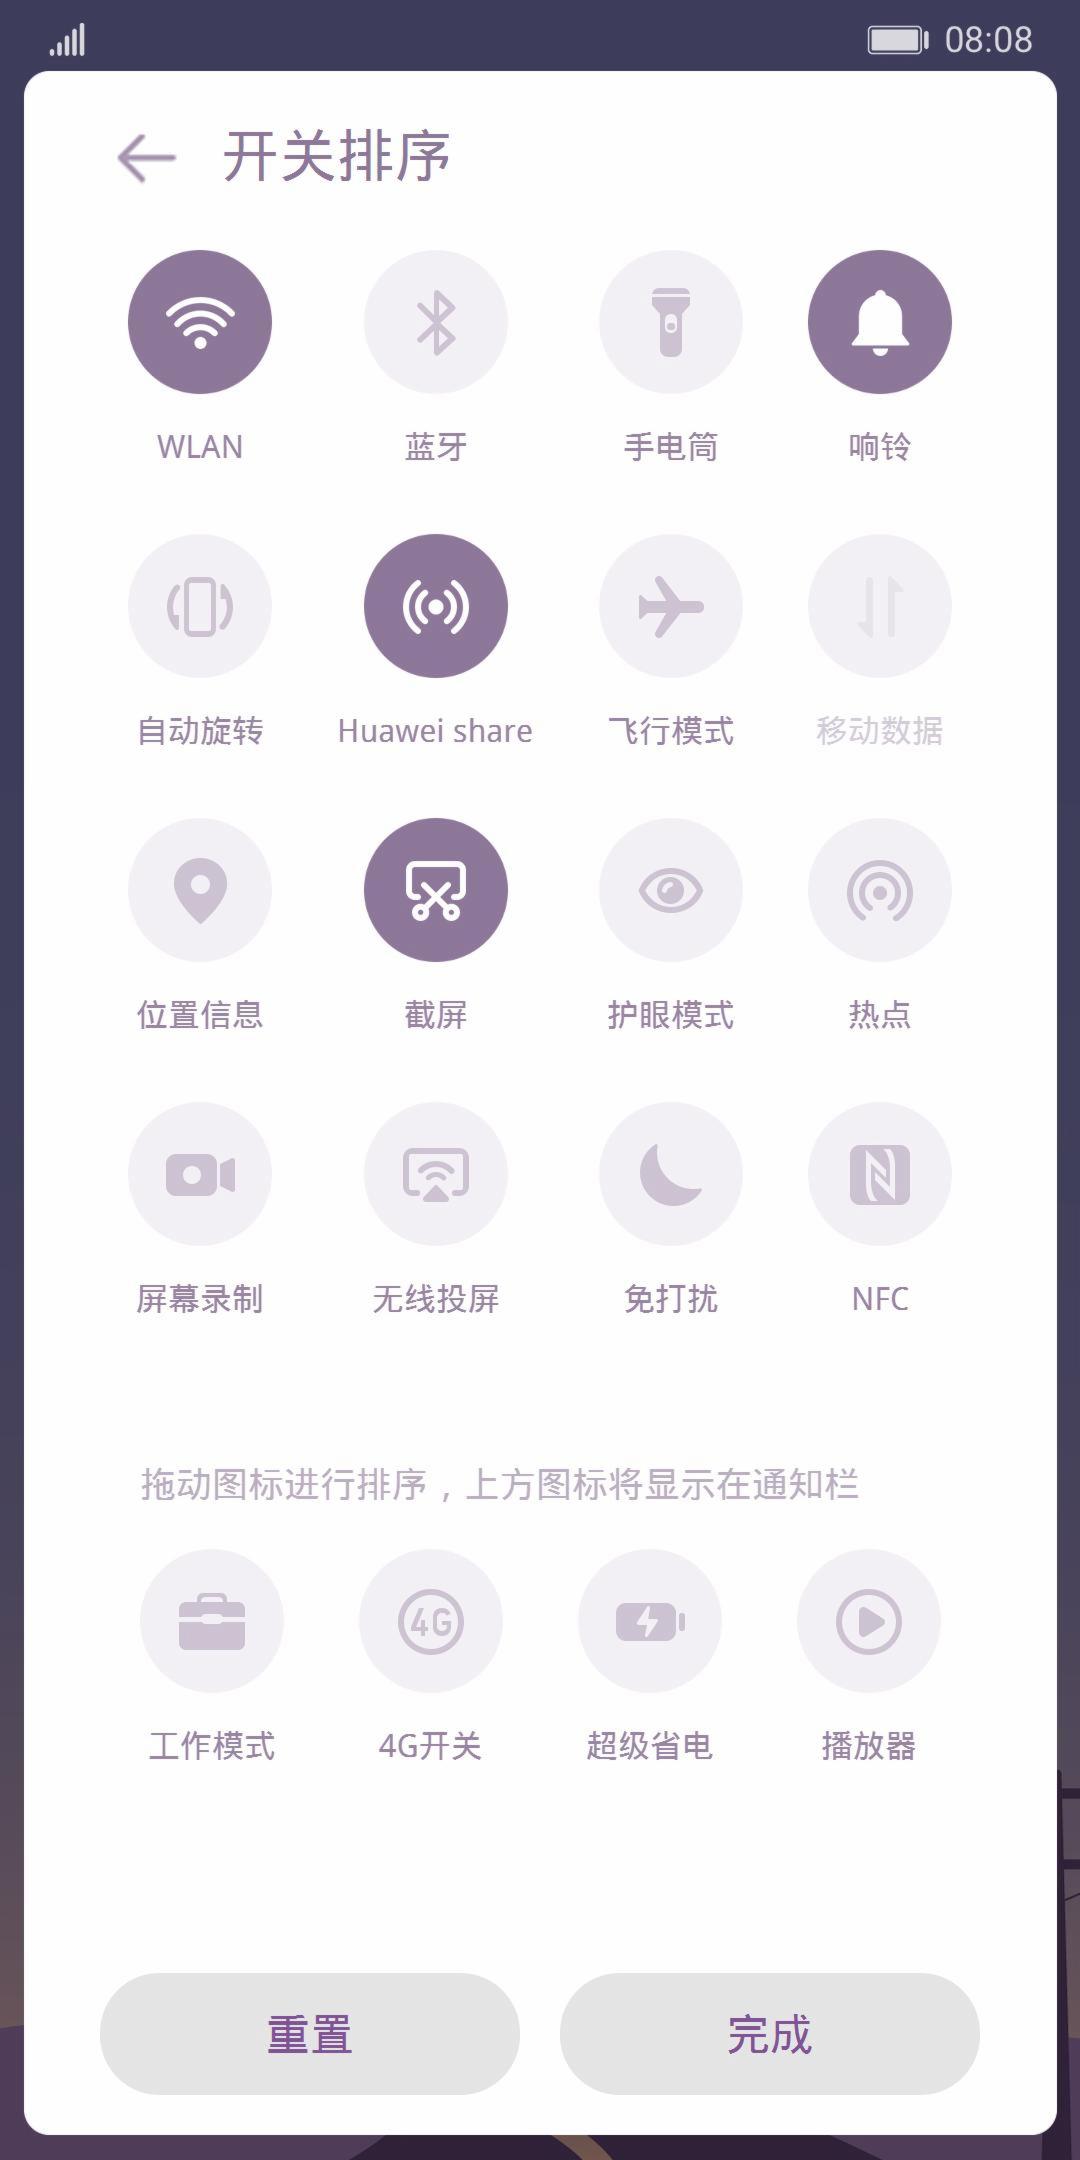 08:08
开关排序
WLAN 蓝牙 手电筒 响铃
自动旋转 Huawei share 飞行模式 移动数据
位置信息 截屏 护眼模式 热点
屏幕录制 无线投屏 免打扰 NFC
拖动图标进行排序，上方图标将显示在通知栏
4G
工作模式 4G开关 超级省电 播放器
重置 完成